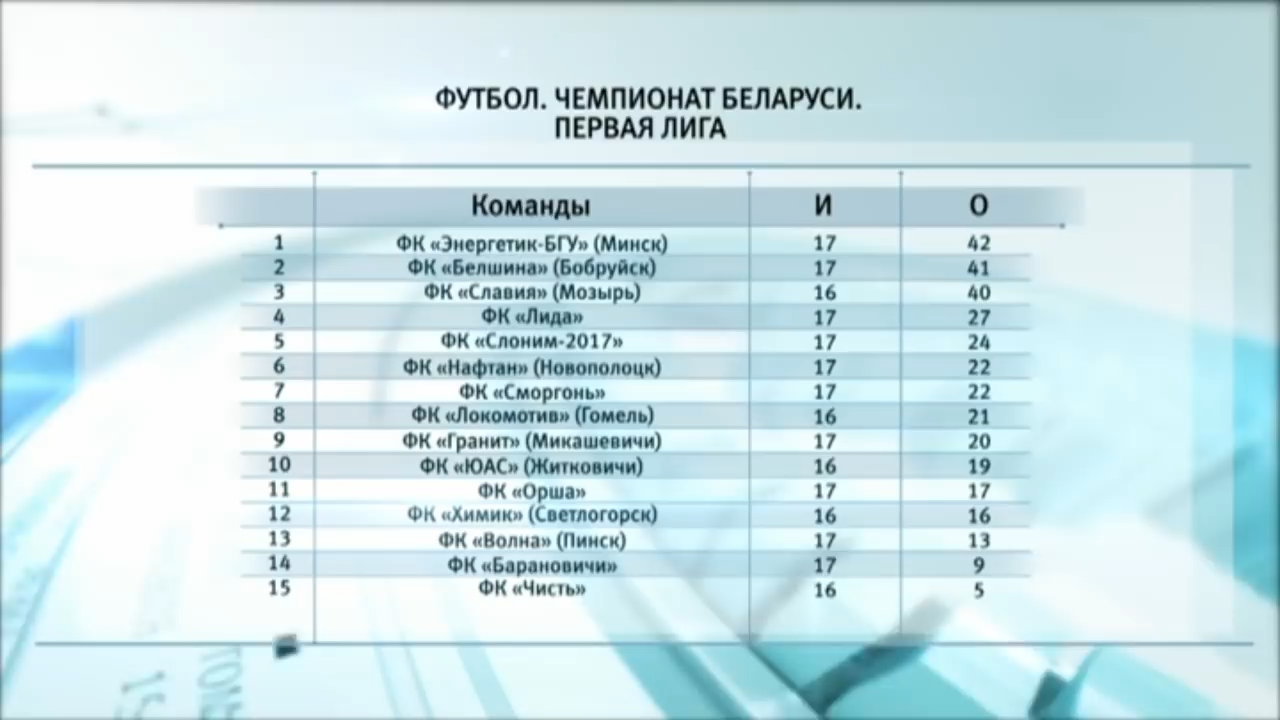 ФУТБОЛ. ЧЕМПИОНАТ БЕЛАРУСИ.
ПЕРВАЯ ЛИГА
Команды И О
1 ФК «Энергетик-БГУ» (Минск) 17 42
2 ФК «Белшина» (Бобруйск) 17 41
3 ФК «Славия» (Мозырь) 16 40
4 ФК «Лида» 17 27
5 ФК «Слоним-2017» 17 24
6 ФК «Нафтан» (Новополоцк) 17 22
7 ФК «Сморгонь» 17 22
8 ФК «Локомотив» (Гомель) 16 21
9 ФК «Гранит» (Микашевичи) 17 20
10 ФК «ЮАС» (Житковичи) 16 19
11 ФК «Орша» 17 17
12 ФК «Химик» (Светлогорск) 16 16
13 ФК «Волна» (Пинск) 17 13
14 ФК «Барановичи» 17 9
15 ФК «Чисть» 16 5